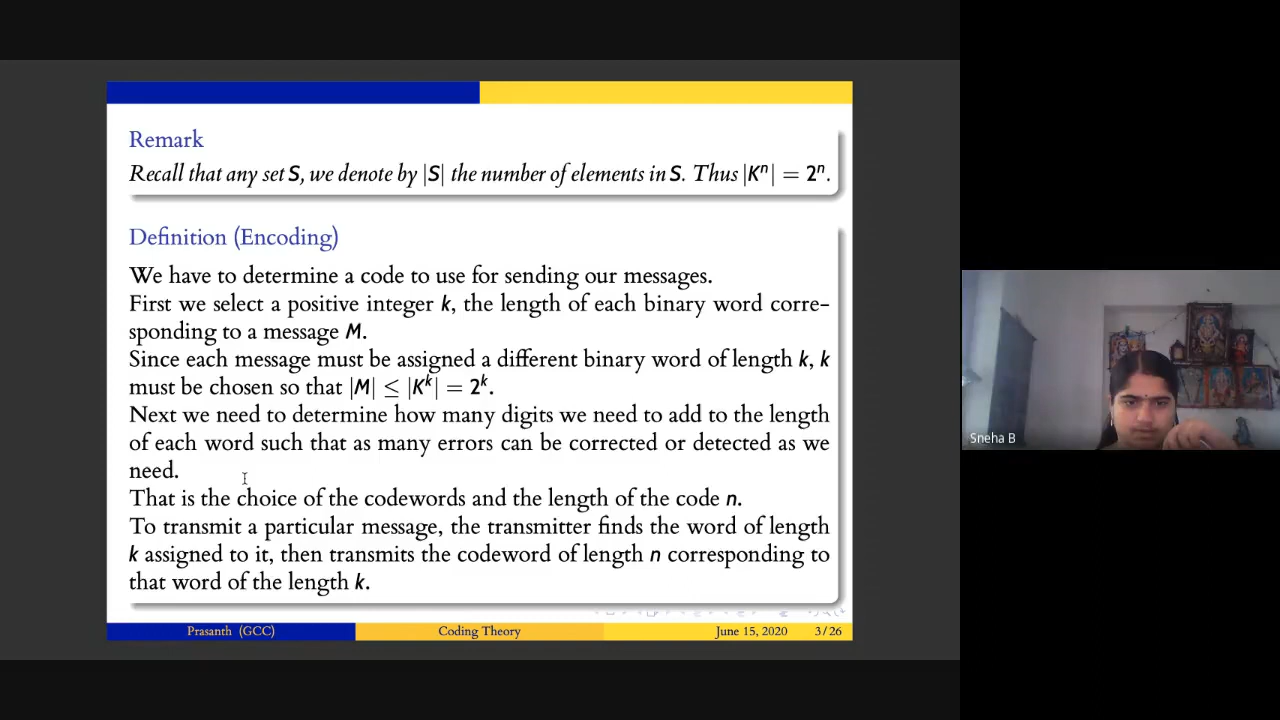 Remark
Recall that any set S, we denote by |S| the number of elements in S. Thus |Kⁿ| = 2ⁿ.
Definition (Encoding)
We have to determine a code to use for sending our messages.
First we select a positive integer k, the length of each binary word corre-
sponding to a message M.
Since each message must be assigned a different binary word of length k, k
must be chosen so that |M| ≤ |Kᵏ| = 2ᵏ.
Next we need to determine how many digits we need to add to the length
of each word such that as many errors can be corrected or detected as we
need.
That is the choice of the codewords and the length of the code n.
To transmit a particular message, the transmitter finds the word of length
k assigned to it, then transmits the codeword of length n corresponding to
that word of the length k.
Prasanth (GCC) Coding Theory June 15, 2020 3/26
Sneha B